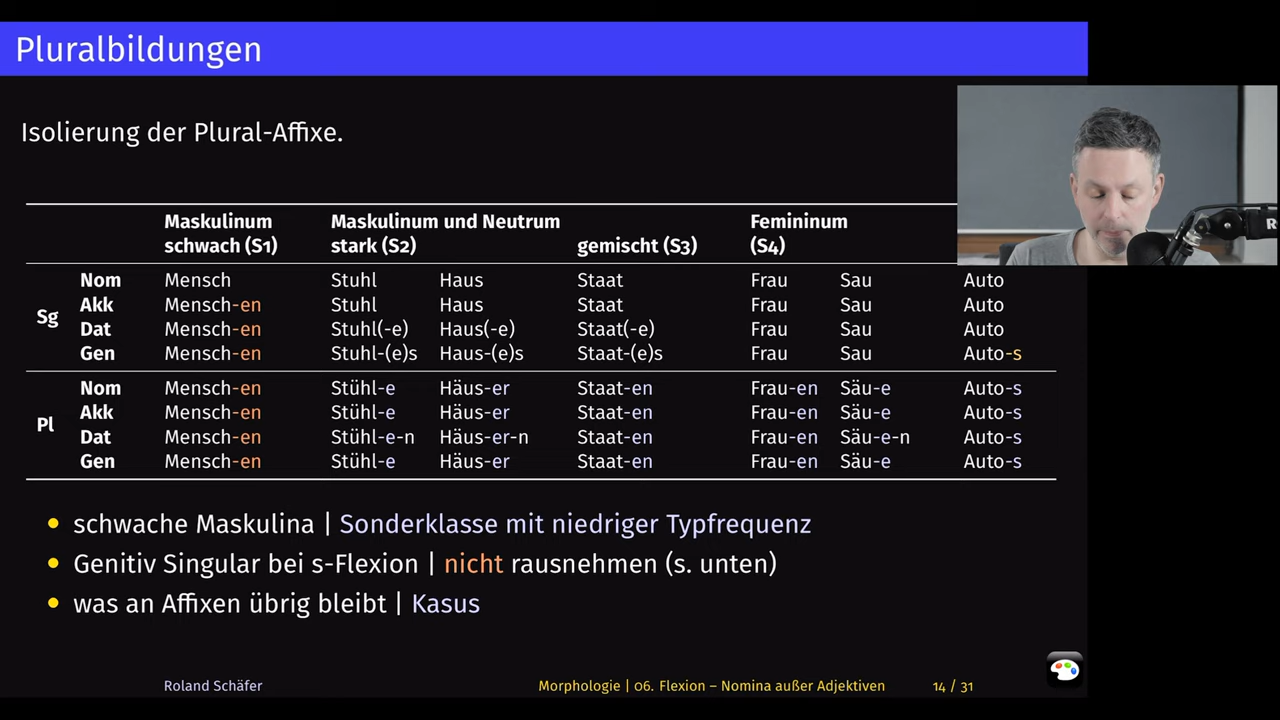 Pluralbildungen
Isolierung der Plural-Affixe.
Maskulinum Maskulinum und Neutrum Femininum
schwach (S1) stark (S2) gemischt (S3) (S4)
Nom Mensch Stuhl Haus Staat Frau Sau Auto
Akk Mensch-en Stuhl Haus Staat Frau Sau Auto
Sg
Dat Mensch-en Stuhl(-e) Haus(-e) Staat(-e) Frau Sau Auto
Gen Mensch-en Stuhl-(e)s Haus-(e)s Staat-(e)s Frau Sau Auto-s
Nom Mensch-en Stühl-e Häus-er Staat-en Frau-en Säu-e Auto-s
Akk Mensch-en Stühl-e Häus-er Staat-en Frau-en Säu-e Auto-s
Pl
Dat Mensch-en Stühl-e-n Häus-er-n Staat-en Frau-en Säu-e-n Auto-s
Gen Mensch-en Stühl-e Häus-er Staat-en Frau-en Säu-e Auto-s
• schwache Maskulina | Sonderklasse mit niedriger Typfrequenz
• Genitiv Singular bei s-Flexion | nicht rausnehmen (s. unten)
• was an Affixen übrig bleibt | Kasus
Roland Schäfer Morphologie | 06. Flexion – Nomina außer Adjektiven 14 / 31